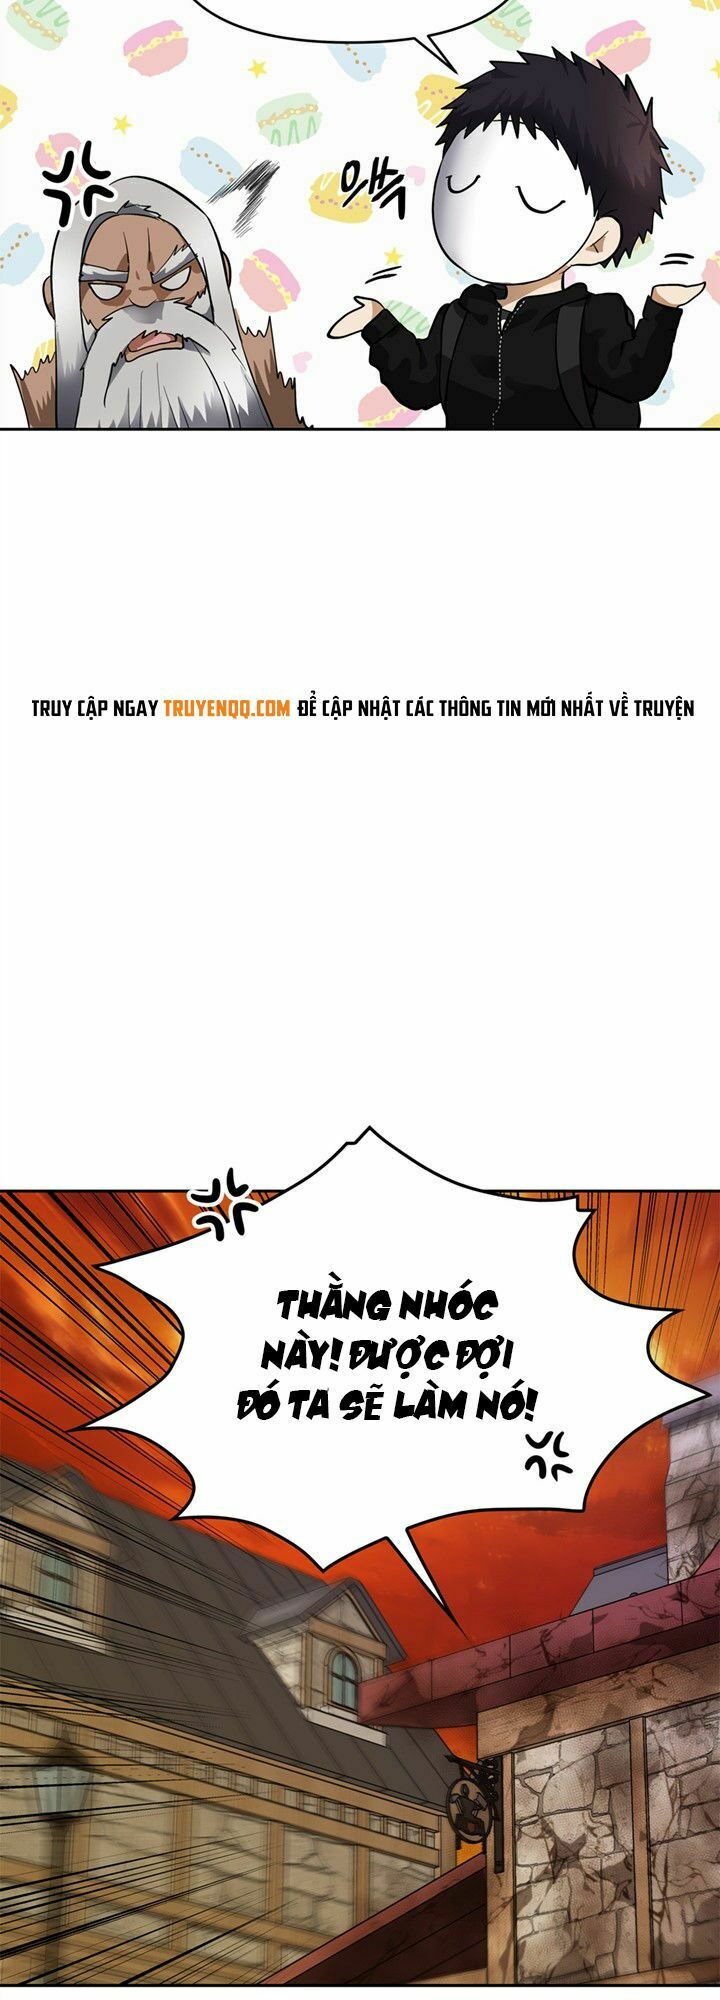 TRUY CẬP NGAY TRUYENQQ.COM ĐỂ CẬP NHẬT CÁC THÔNG TIN MỚI NHẤT VỀ TRUYỆN
THẰNG NHÓC
NÀY! ĐƯỢC ĐỢI
ĐÓ TA SẼ LÀM NÓ!